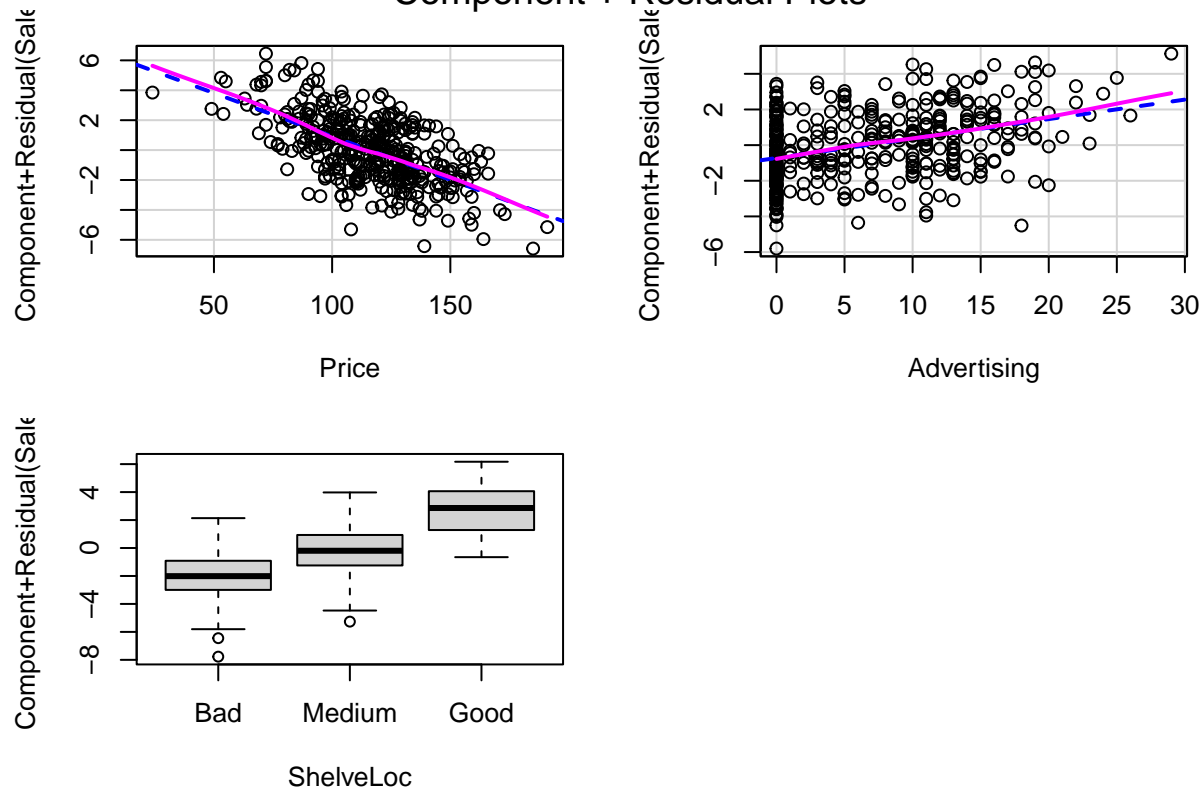 Component + Residual Plots
Component+Residual(Sale
6
2
−2
−6
50 100 150
Price
Component+Residual(Sale
2
−2
−6
0 5 10 15 20 25 30
Advertising
Component+Residual(Sale
4
0
−4
−8
Bad Medium Good
ShelveLoc